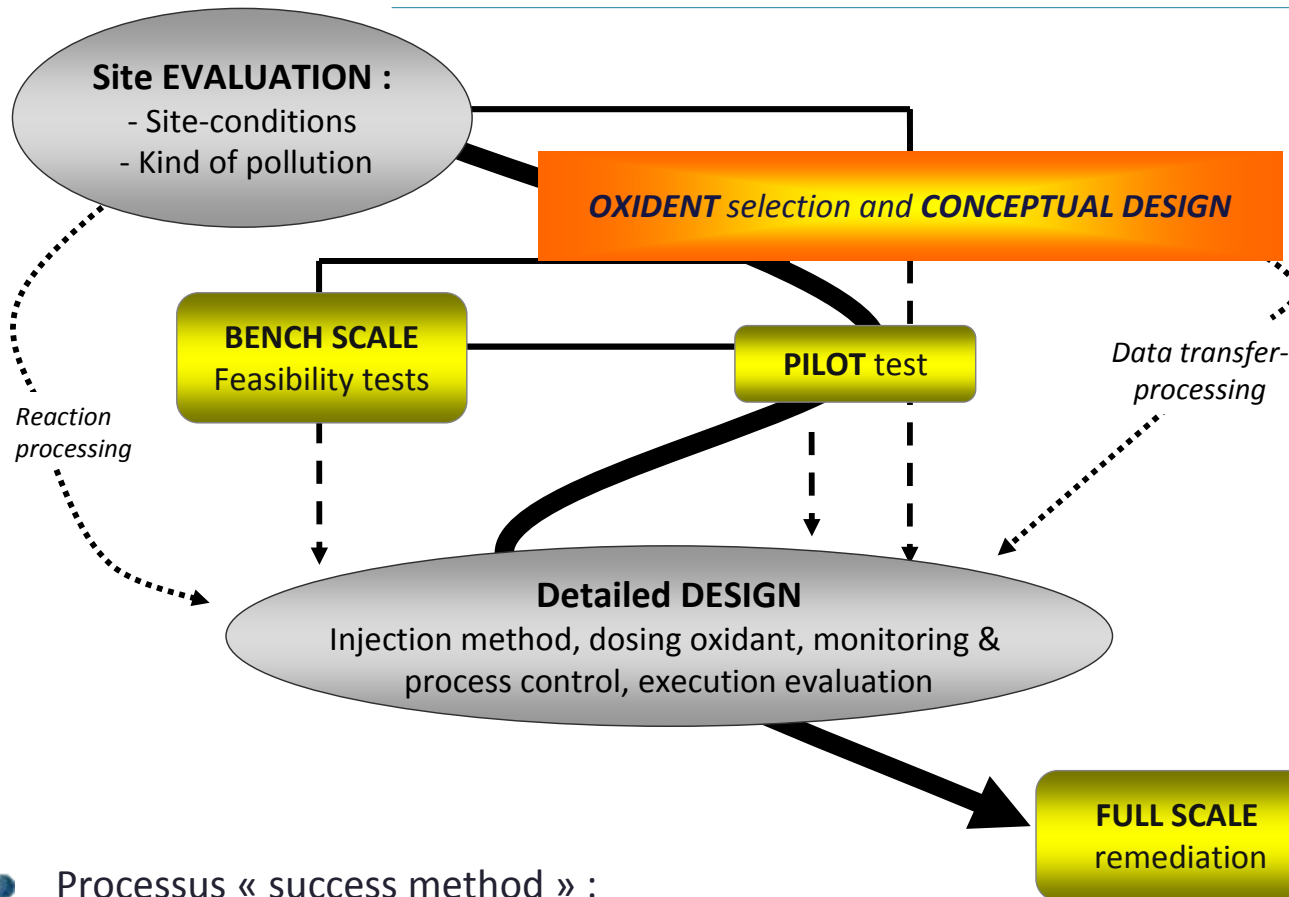 Site EVALUATION :
- Site-conditions
- Kind of pollution
OXIDENT selection and CONCEPTUAL DESIGN
BENCH SCALE
Feasibility tests
PILOT test
Data transfer-
processing
Reaction
processing
Detailed DESIGN
Injection method, dosing oxidant, monitoring &
process control, execution evaluation
FULL SCALE
remediation
Processus « success method » :